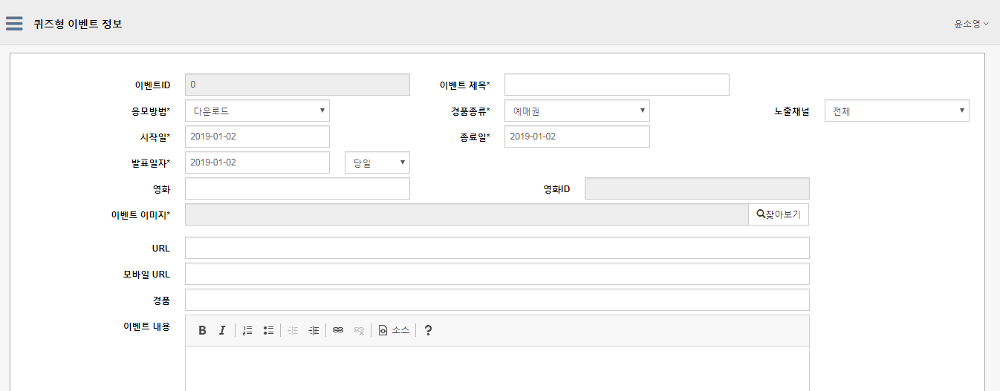 퀴즈형 이벤트 정보 윤소영
이벤트ID 0 이벤트 제목*
응모방법* 다운로드 경품종류* 예매권 노출채널 전체
시작일* 2019-01-02 종료일* 2019-01-02
발표일자* 2019-01-02 당일
영화 영화ID
이벤트 이미지* 찾아보기
URL
모바일 URL
경품
이벤트 내용 B I 소스 ?